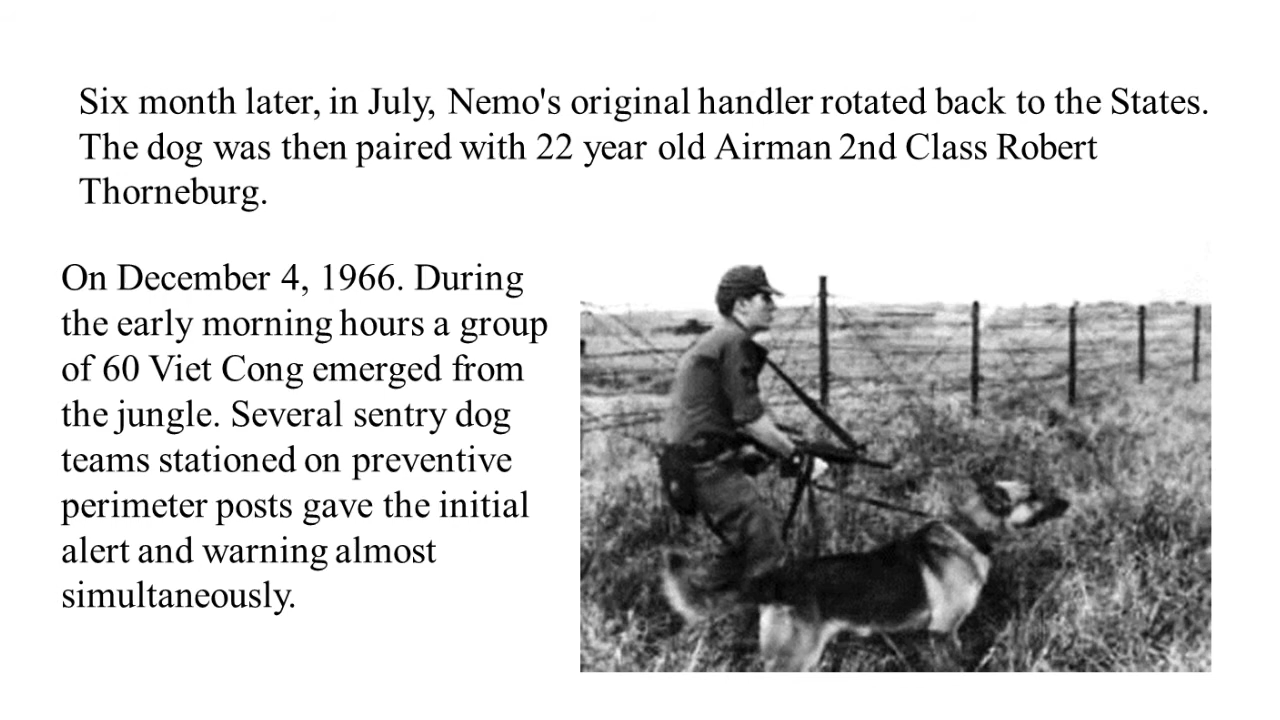 Six month later, in July, Nemo's original handler rotated back to the States.
The dog was then paired with 22 year old Airman 2nd Class Robert
Thorneburg.
On December 4, 1966. During
the early morning hours a group
of 60 Viet Cong emerged from
the jungle. Several sentry dog
teams stationed on preventive
perimeter posts gave the initial
alert and warning almost
simultaneously.